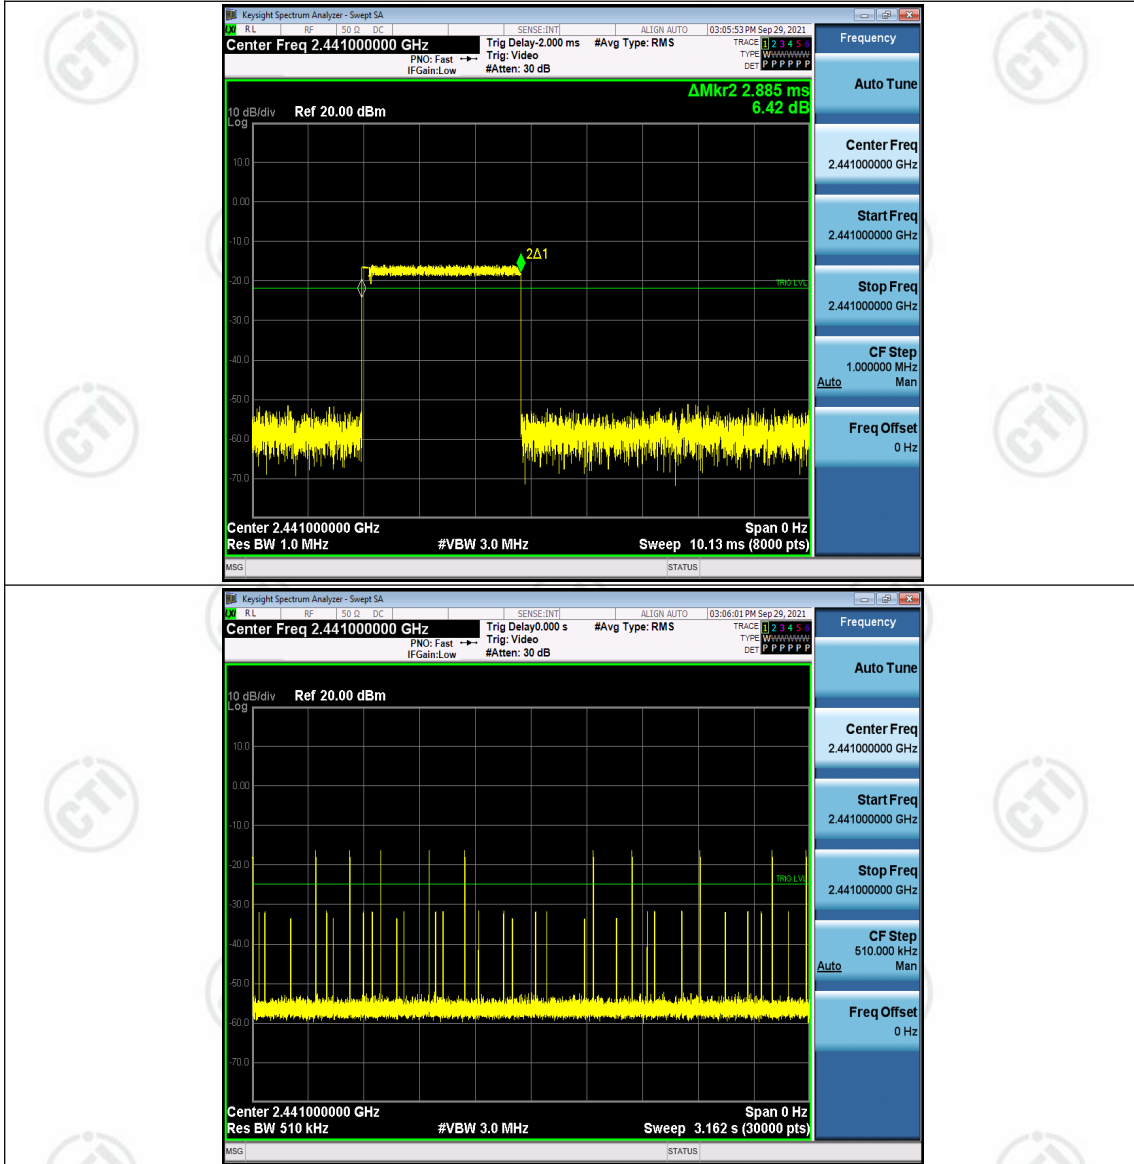 Keysight Spectrum Analyzer - Swept SA
LXI RL RF 50 Ω DC SENSE:INT ALIGN AUTO 03:05:53 PM Sep 29, 2021
Center Freq 2.441000000 GHz
PNO: Fast
IFGain:Low
Trig Delay-2.000 ms
Trig: Video
#Atten: 30 dB
#Avg Type: RMS
TRACE 1 2 3 4 5 6
TYPE WWWWWW
DET P P P P P P
Frequency
Auto Tune
Center Freq
2.441000000 GHz
Start Freq
2.441000000 GHz
Stop Freq
2.441000000 GHz
CF Step
1.000000 MHz
Auto Man
Freq Offset
0 Hz
ΔMkr2 2.885 ms
6.42 dB
10 dB/div Ref 20.00 dBm
Log
10.0
0.00
-10.0
2Δ1
-20.0
TRIG LVL
-30.0
-40.0
-50.0
-60.0
-70.0
Center 2.441000000 GHz Span 0 Hz
Res BW 1.0 MHz #VBW 3.0 MHz Sweep 10.13 ms (8000 pts)
MSG STATUS
Keysight Spectrum Analyzer - Swept SA
LXI RL RF 50 Ω DC SENSE:INT ALIGN AUTO 03:06:01 PM Sep 29, 2021
Center Freq 2.441000000 GHz
PNO: Fast
IFGain:Low
Trig Delay0.000 s
Trig: Video
#Atten: 30 dB
#Avg Type: RMS
TRACE 1 2 3 4 5 6
TYPE WWWWWW
DET P P P P P P
Frequency
Auto Tune
Center Freq
2.441000000 GHz
Start Freq
2.441000000 GHz
Stop Freq
2.441000000 GHz
CF Step
510.000 kHz
Auto Man
Freq Offset
0 Hz
10 dB/div Ref 20.00 dBm
Log
10.0
0.00
-10.0
-20.0
TRIG LVL
-30.0
-40.0
-50.0
-60.0
-70.0
Center 2.441000000 GHz Span 0 Hz
Res BW 510 kHz #VBW 3.0 MHz Sweep 3.162 s (30000 pts)
MSG STATUS
CTI
CTI
CTI
CTI
CTI
CTI